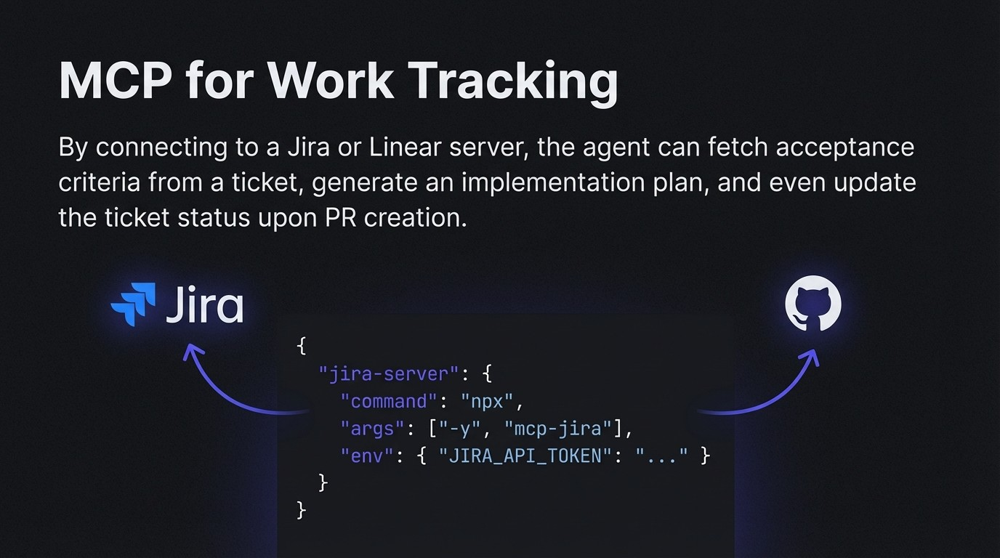 MCP for Work Tracking
By connecting to a Jira or Linear server, the agent can fetch acceptance
criteria from a ticket, generate an implementation plan, and even update
the ticket status upon PR creation.
Jira
{
  "jira-server": {
    "command": "npx",
    "args": ["-y", "mcp-jira"],
    "env": { "JIRA_API_TOKEN": "..." }
  }
}